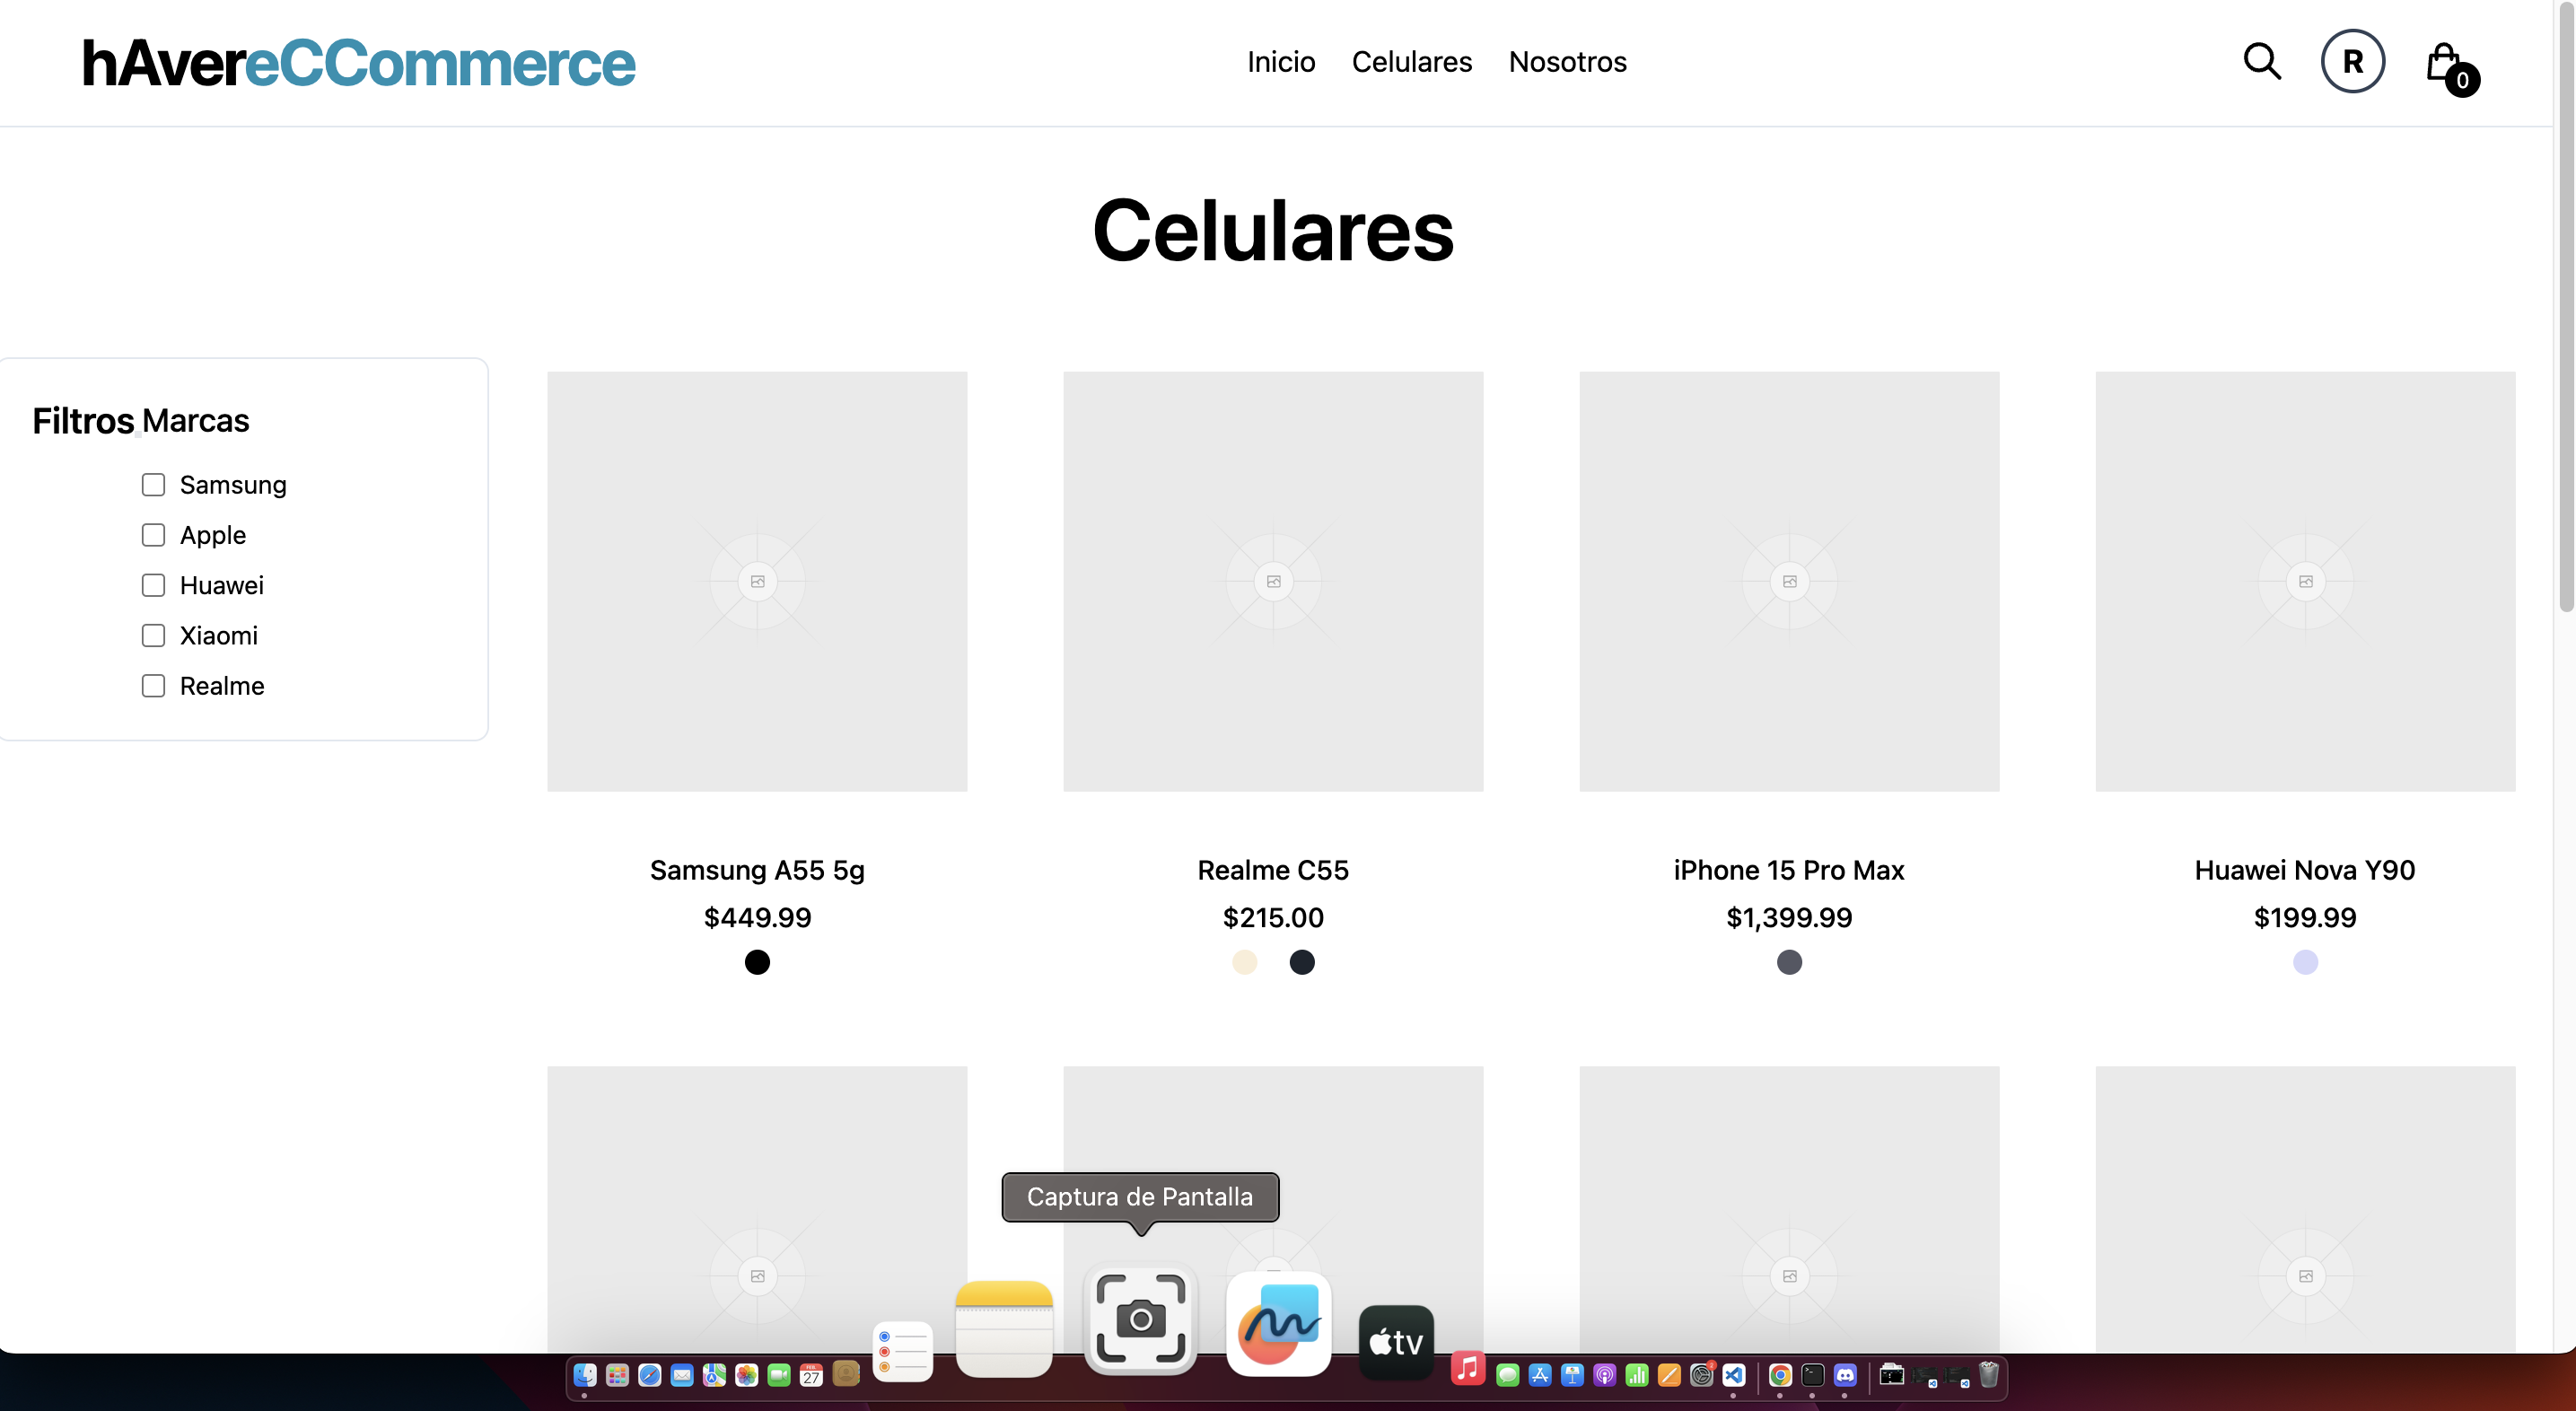 hAvereCCommerce
Inicio
Celulares
Nosotros
R
0
Celulares
Filtros
Marcas
Samsung
Apple
Huawei
Xiaomi
Realme
Samsung A55 5g
$449.99
Realme C55
$215.00
iPhone 15 Pro Max
$1,399.99
Huawei Nova Y90
$199.99
Captura de Pantalla
tv
27